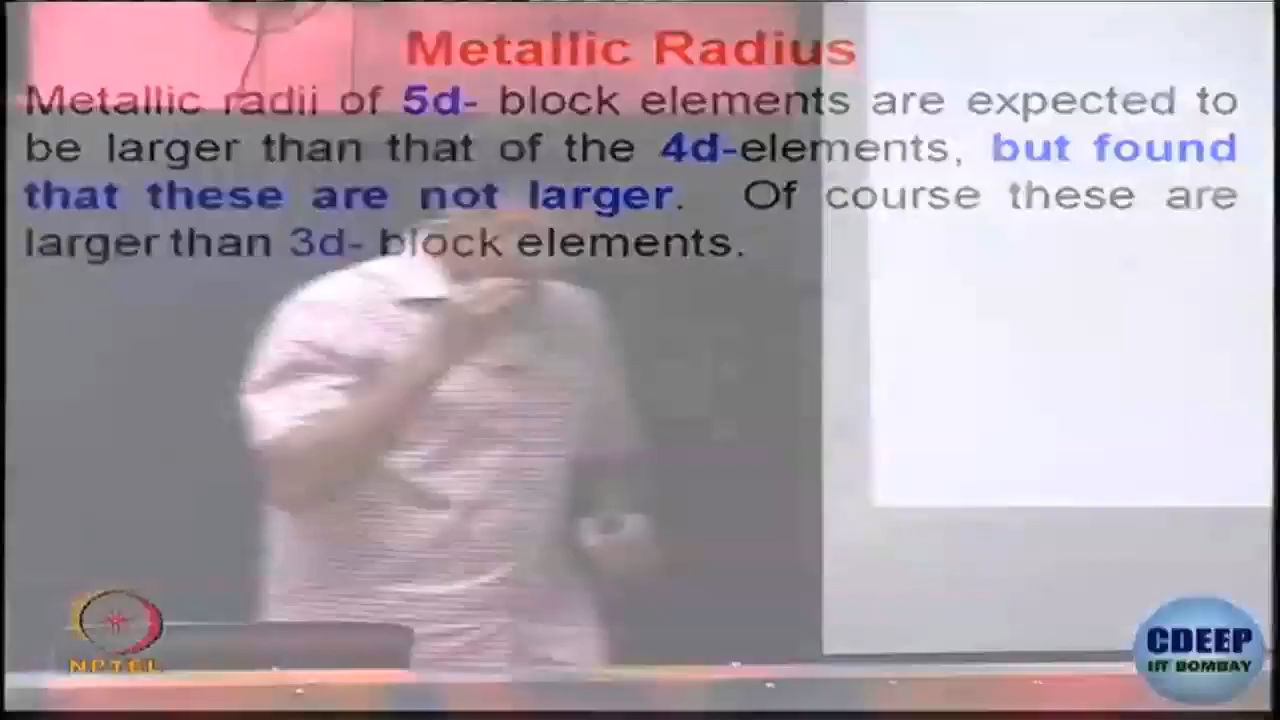 Metallic Radius
Metallic radii of 5d- block elements are expected to
be larger than that of the 4d-elements, but found
that these are not larger. Of course these are
larger than 3d- block elements.
NPTEL
CDEEP
IIT BOMBAY